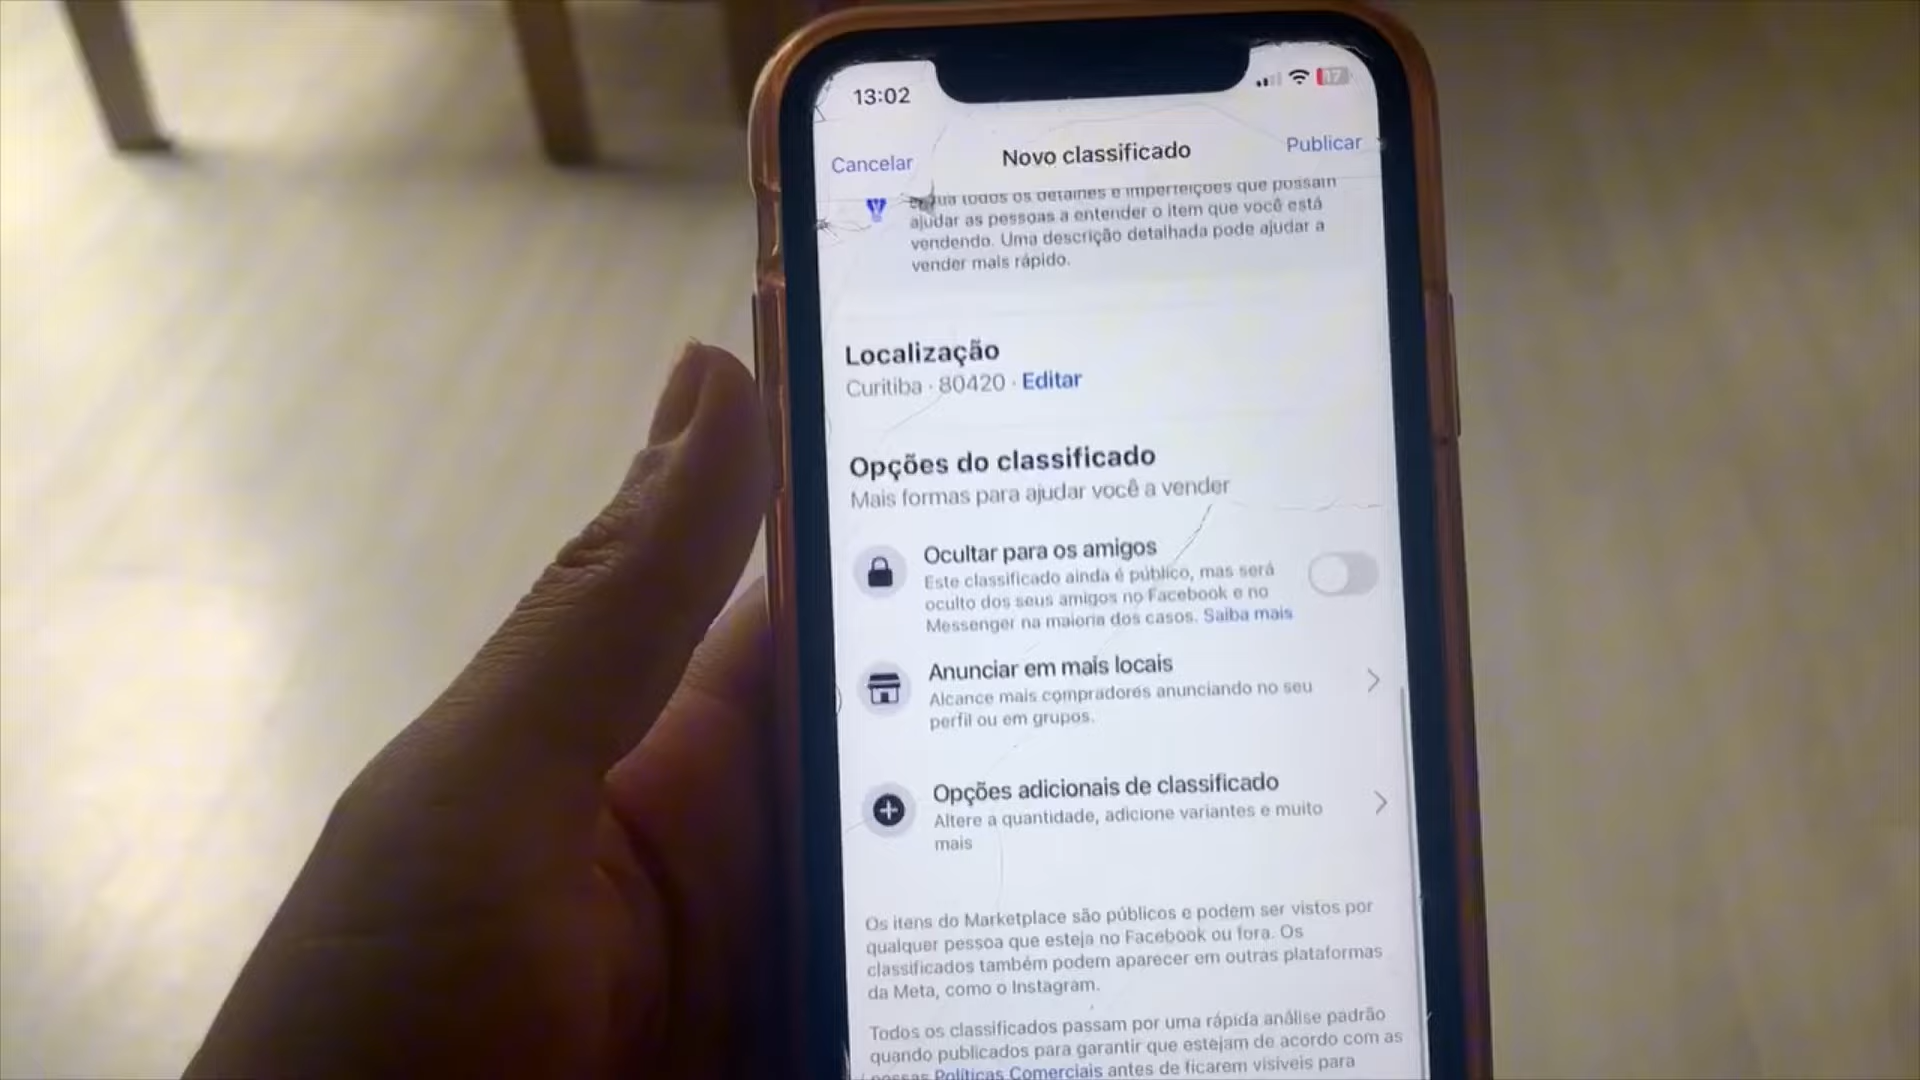 13:02
17
Cancelar
Novo classificado
Publicar
todos os detalhes e imperfeições que possam
ajudar as pessoas a entender o item que você está
vendendo. Uma descrição detalhada pode ajudar a
vender mais rápido.
Localização
Curitiba · 80420 · Editar
Opções do classificado
Mais formas para ajudar você a vender
Ocultar para os amigos
Este classificado ainda é público, mas será
oculto dos seus amigos no Facebook e no
Messenger na maioria dos casos. Saiba mais
Anunciar em mais locais
Alcance mais compradores anunciando no seu
perfil ou em grupos.
Opções adicionais de classificado
Altere a quantidade, adicione variantes e muito
mais
Os itens do Marketplace são públicos e podem ser vistos por
qualquer pessoa que esteja no Facebook ou fora. Os
classificados também podem aparecer em outras plataformas
da Meta, como o Instagram.
Todos os classificados passam por uma rápida análise padrão
quando publicados para garantir que estejam de acordo com as
nossas Políticas Comerciais antes de ficarem visíveis para